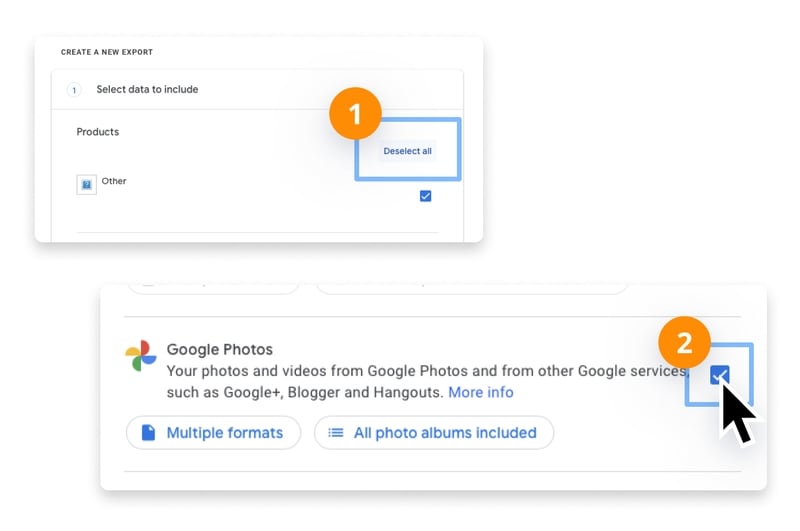 CREATE A NEW EXPORT
1 Select data to include
1
Products
Deselect all
Other
2
Google Photos
Your photos and videos from Google Photos and from other Google services,
such as Google+, Blogger and Hangouts. More info
Multiple formats
All photo albums included